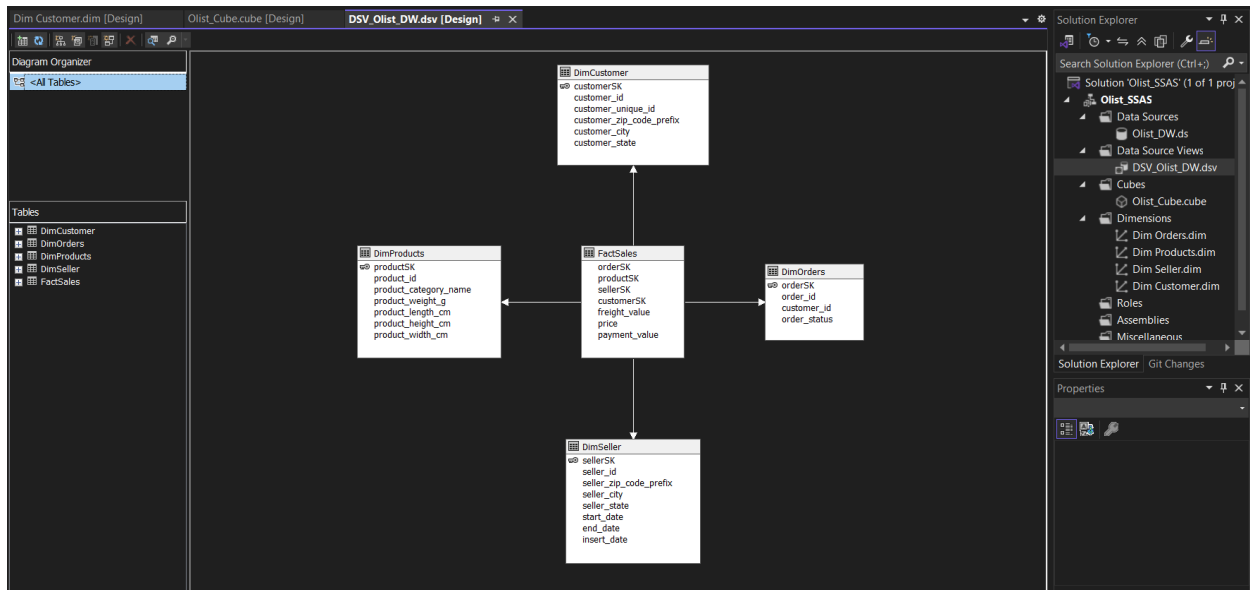 Dim Customer.dim [Design]
Olist_Cube.cube [Design]
DSV_Olist_DW.dsv [Design]
Diagram Organizer
<All Tables>
Tables
DimCustomer
DimOrders
DimProducts
DimSeller
FactSales
DimCustomer
customerSK
customer_id
customer_unique_id
customer_zip_code_prefix
customer_city
customer_state
DimProducts
productSK
product_id
product_category_name
product_weight_g
product_length_cm
product_height_cm
product_width_cm
FactSales
orderSK
productSK
sellerSK
customerSK
freight_value
price
payment_value
DimOrders
orderSK
order_id
customer_id
order_status
DimSeller
sellerSK
seller_id
seller_zip_code_prefix
seller_city
seller_state
start_date
end_date
insert_date
Solution Explorer
Search Solution Explorer (Ctrl+;)
Solution 'Olist_SSAS' (1 of 1 proj
Olist_SSAS
Data Sources
Olist_DW.ds
Data Source Views
DSV_Olist_DW.dsv
Cubes
Olist_Cube.cube
Dimensions
Dim Orders.dim
Dim Products.dim
Dim Seller.dim
Dim Customer.dim
Roles
Assemblies
Miscellaneous
Solution Explorer Git Changes
Properties